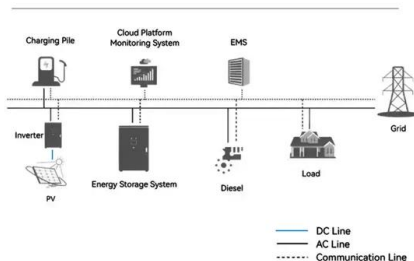 Charging Pile
Cloud Platform
Monitoring System
EMS
Grid
Inverter
PV
Energy Storage System
Diesel
Load
DC Line
AC Line
Communication Line